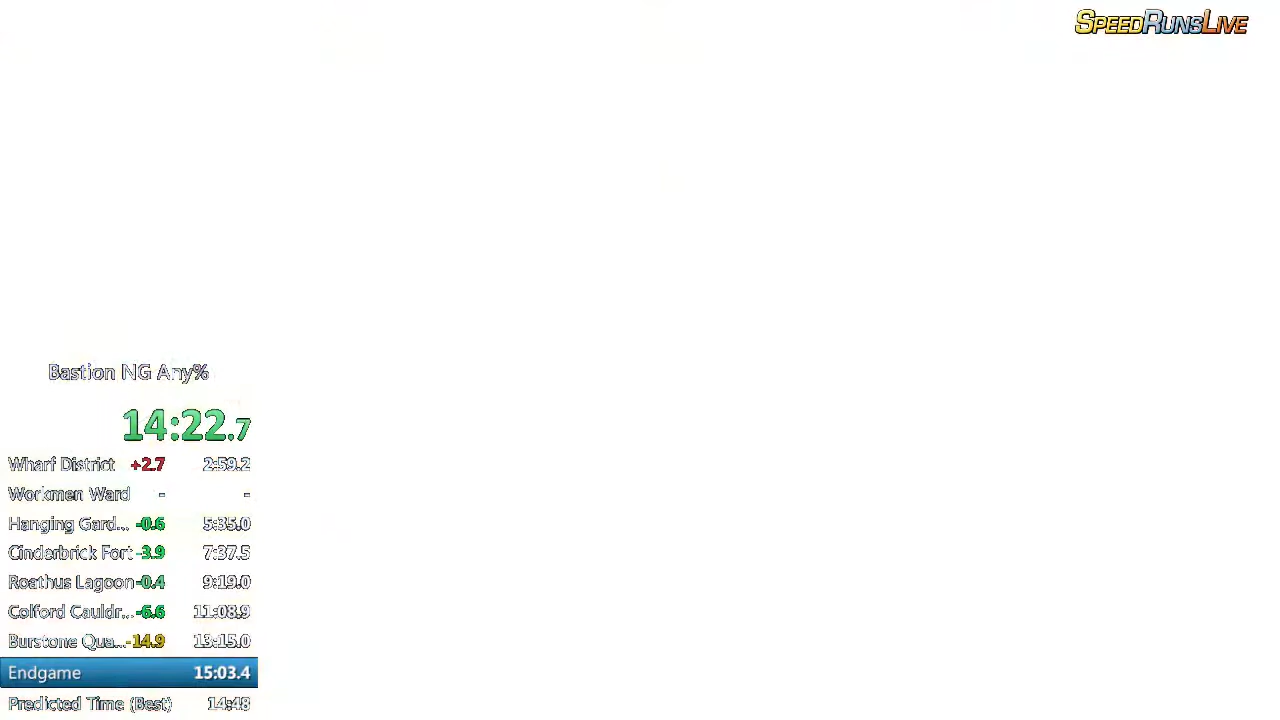 SpeedRunsLive
Bastion NG Any%
14:22.7
Wharf District +2.7 2:59.2
Workmen Ward - -
Hanging Gard... -0.6 5:35.0
Cinderbrick Fort -3.9 7:37.5
Roathus Lagoon -0.4 9:19.0
Colford Cauldr... -6.6 11:08.9
Burstone Qua... -14.9 13:15.0
Endgame 15:03.4
Predicted Time (Best) 14:48